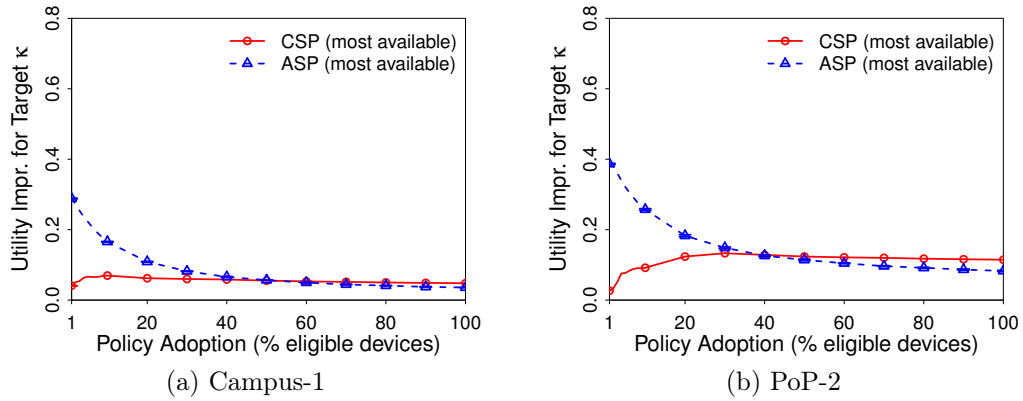 Utility Impr. for Target κ
0.0 0.2 0.4 0.6 0.8
CSP (most available)
ASP (most available)
1 20 40 60 80 100
Policy Adoption (% eligible devices)
(a) Campus-1
Utility Impr. for Target κ
0.0 0.2 0.4 0.6 0.8
CSP (most available)
ASP (most available)
1 20 40 60 80 100
Policy Adoption (% eligible devices)
(b) PoP-2